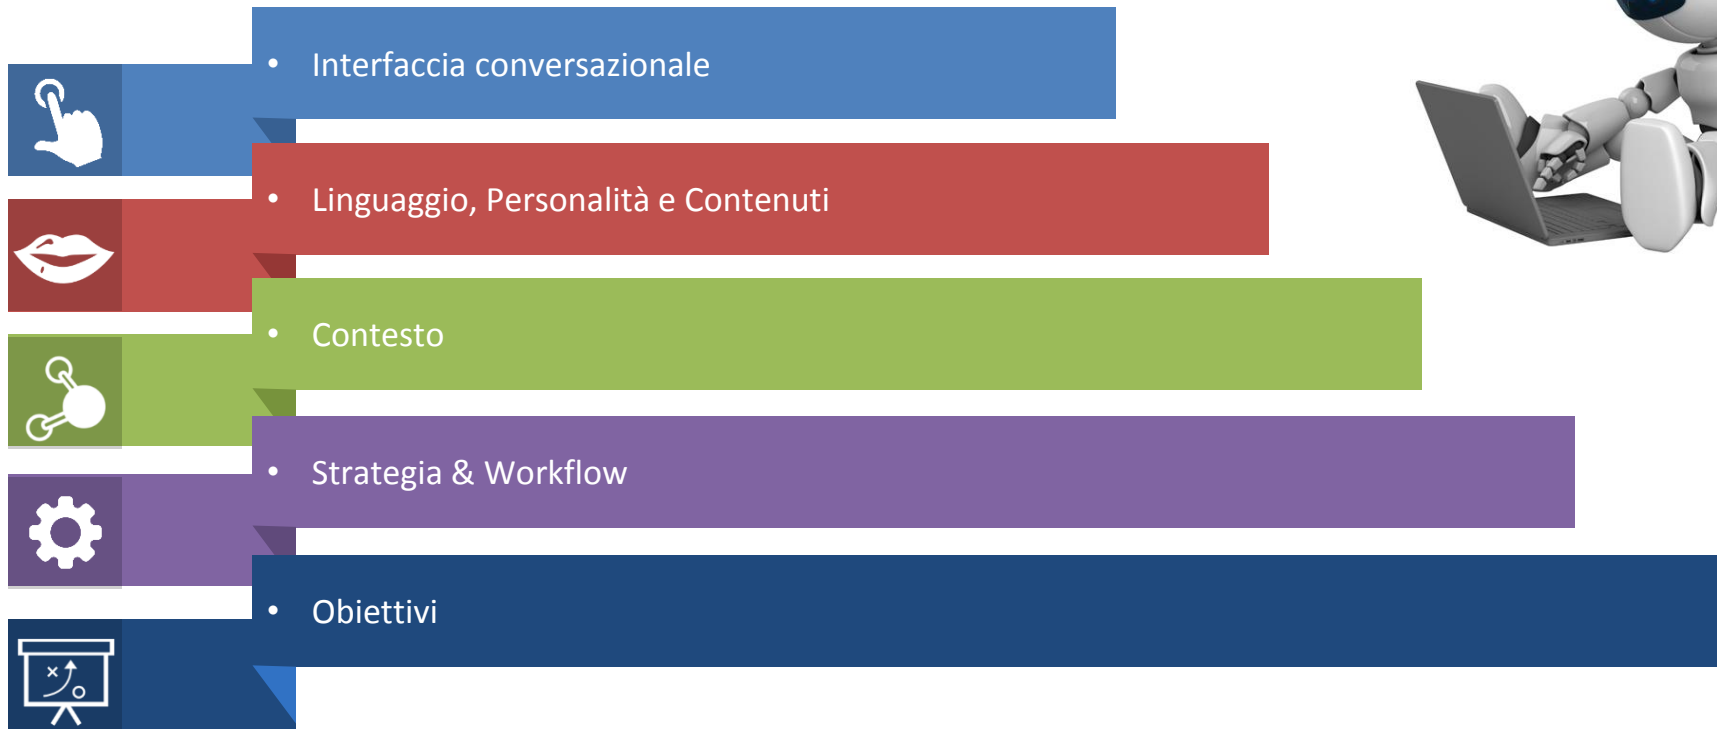 • Interfaccia conversazionale
• Linguaggio, Personalità e Contenuti
• Contesto
• Strategia & Workflow
• Obiettivi